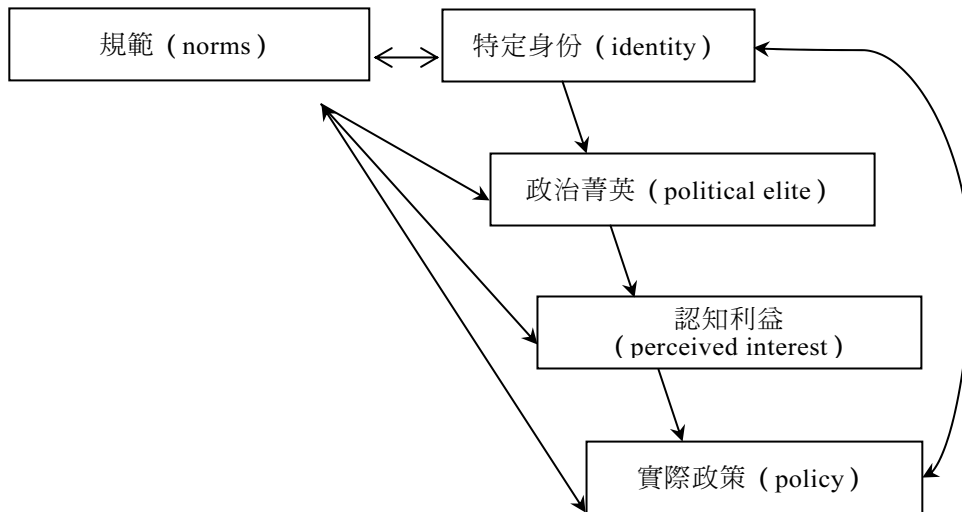 規範（norms）
特定身份（identity）
政治菁英（political elite）
認知利益
（perceived interest）
實際政策（policy）